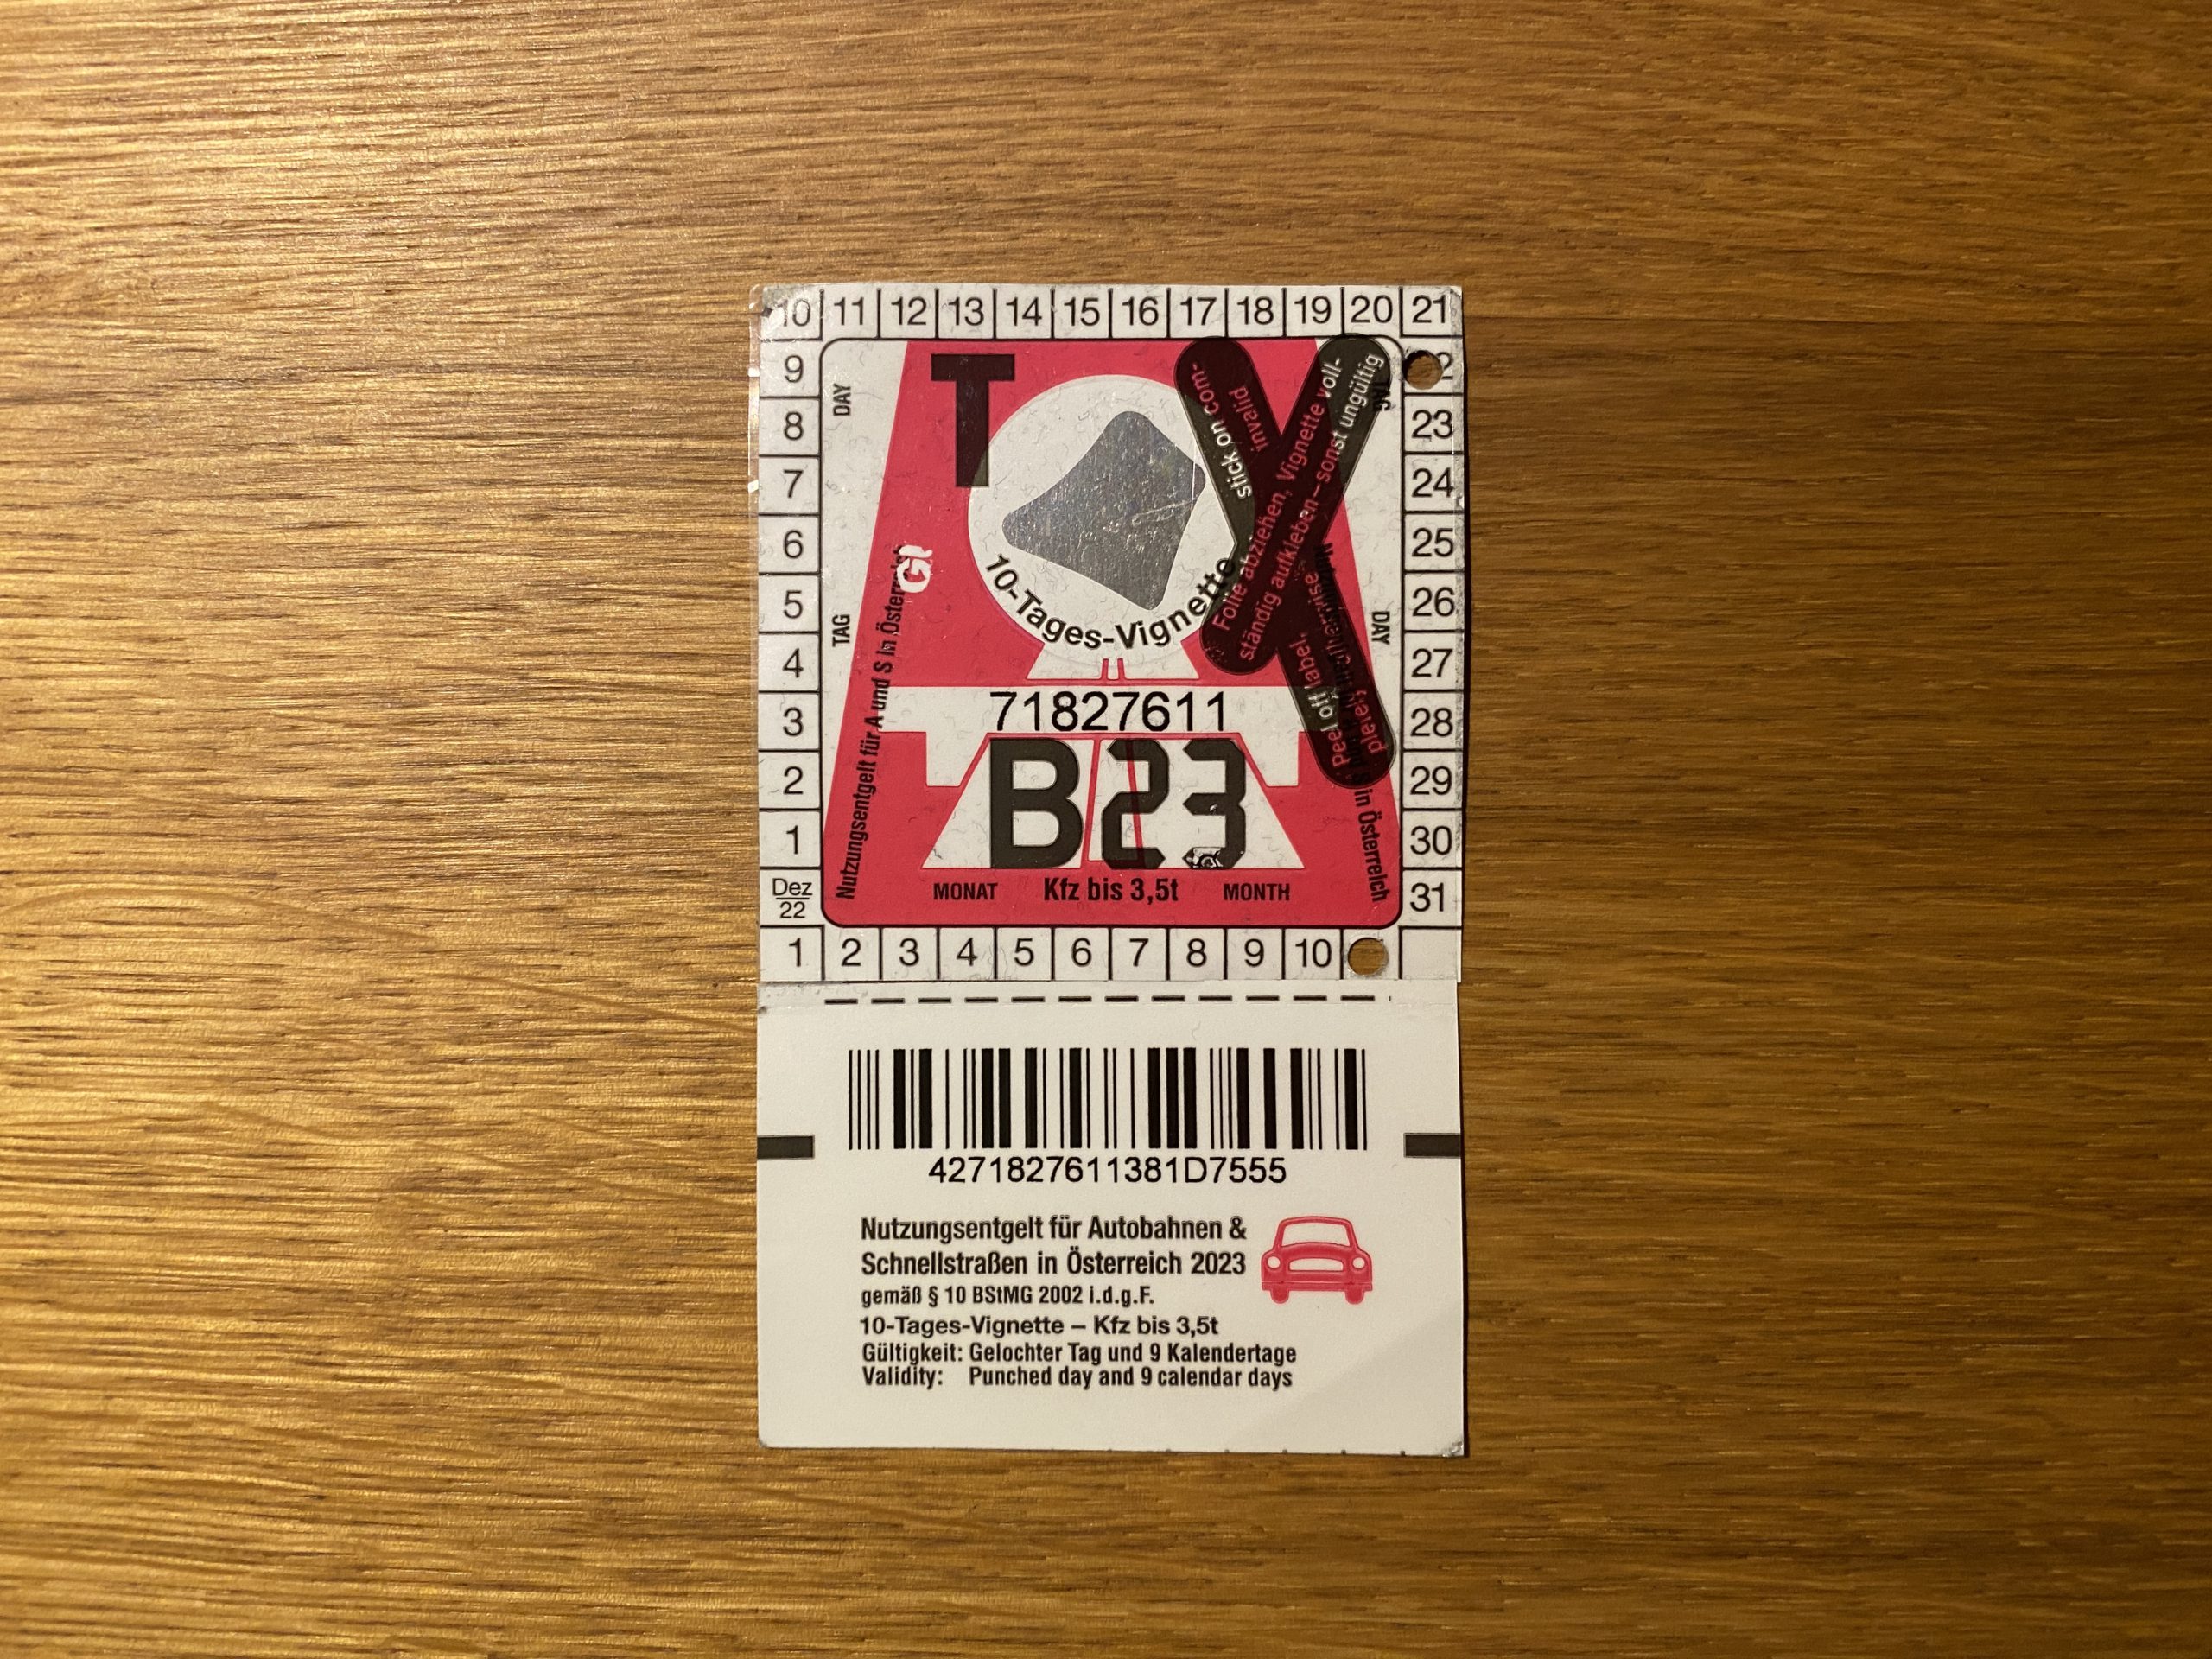 10 11 12 13 14 15 16 17 18 19 20 21
9
8
7
6
5
4
3
2
1
Dez
22
DAY
TAG
T
Nutzungsentgelt für A und S in Österreich
10-Tages-Vignette
Folie abziehen, Vignette voll-
ständig aufkleben – sonst ungültig
Peel off label, stick on com-
invalid
71827611
B23
MONAT Kfz bis 3,5t MONTH
TAG
DAY
in Österreich
2
23
24
25
26
27
28
29
30
31
1 2 3 4 5 6 7 8 9 10
4271827611381D7555
Nutzungsentgelt für Autobahnen &
Schnellstraßen in Österreich 2023
gemäß § 10 BStMG 2002 i.d.g.F.
10-Tages-Vignette – Kfz bis 3,5t
Gültigkeit: Gelochter Tag und 9 Kalendertage
Validity: Punched day and 9 calendar days